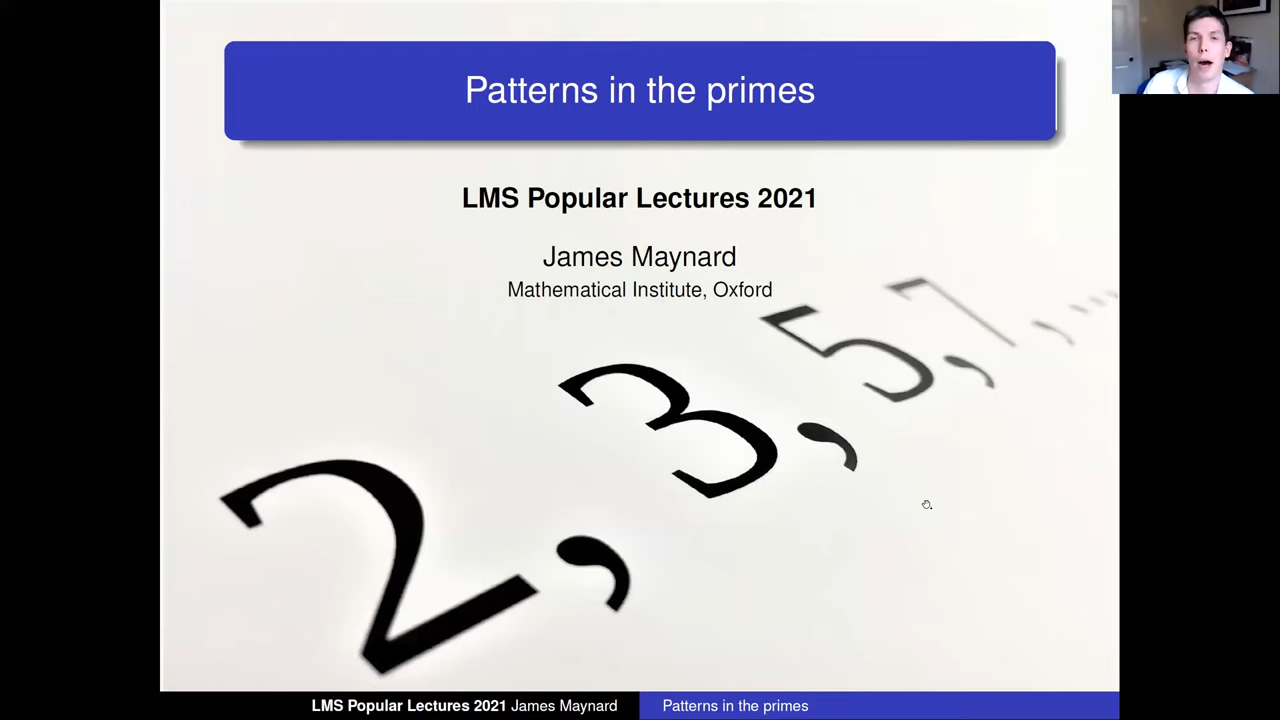 Patterns in the primes
LMS Popular Lectures 2021
James Maynard
Mathematical Institute, Oxford
2, 3, 5, 7, ...
LMS Popular Lectures 2021 James Maynard
Patterns in the primes